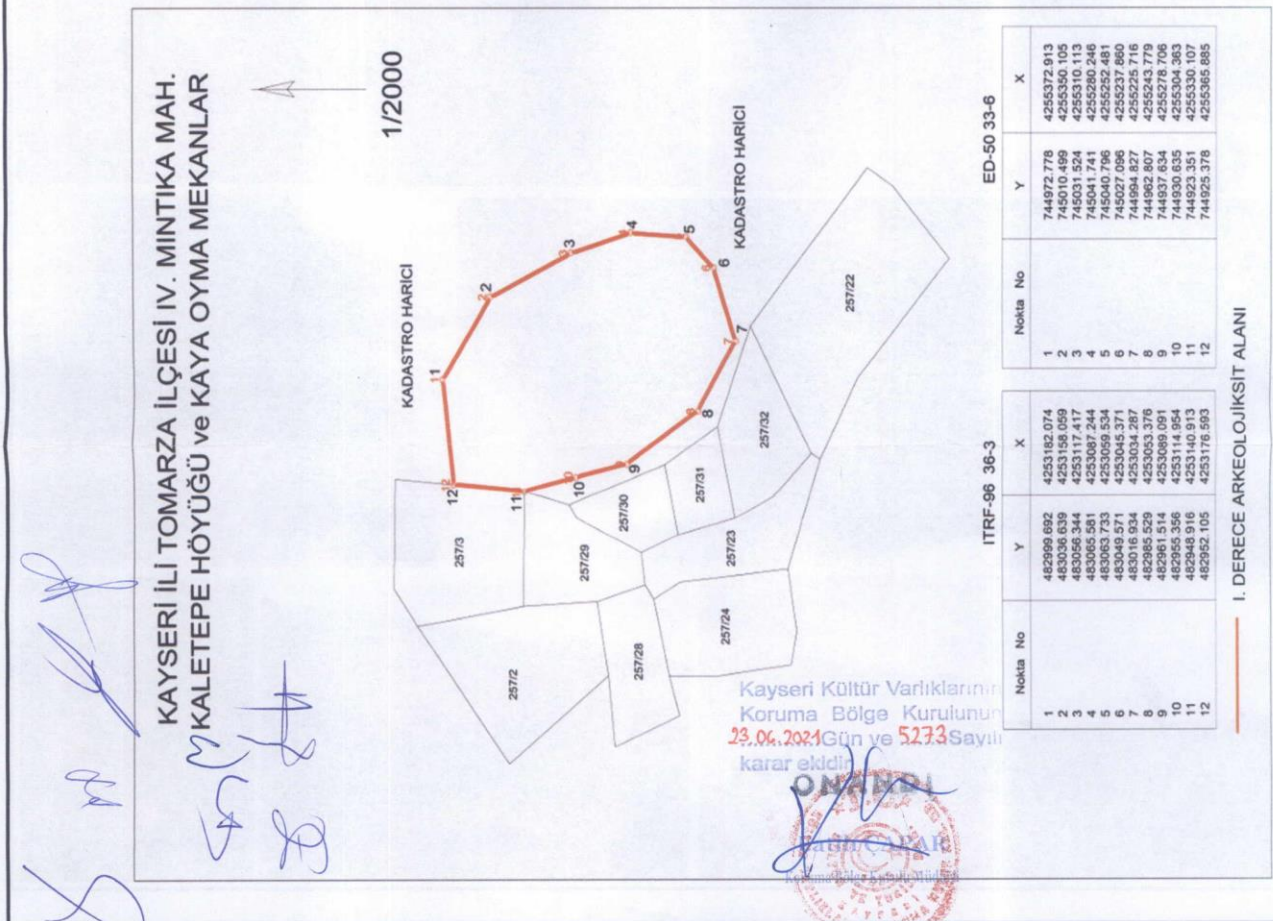 KAYSERİ İLİ TOMARZA İLÇESİ IV. MINTIKA MAH.
KALETEPE HÖYÜĞÜ ve KAYA OYMA MEKANLAR
1/2000
KADASTRO HARİCİ
KADASTRO HARİCİ
1
2
3
4
5
6
7
8
9
10
11
12
257/3
257/2
257/29
257/30
257/28
257/31
257/23
257/24
257/32
257/22
ITRF-96 36-3
Nokta No Y X
1 482999.692 4253182.074
2 483036.639 4253158.059
3 483056.344 4253117.417
4 483065.581 4253087.244
5 483063.733 4253059.534
6 483049.571 4253045.371
7 483016.934 4253034.287
8 482985.529 4253053.376
9 482961.514 4253089.091
10 482955.356 4253114.954
11 482948.916 4253140.913
12 482952.105 4253176.593
ED-50 33-6
Nokta No Y X
1 744972.778 4255372.913
2 745010.499 4255350.105
3 745031.524 4255310.113
4 745041.741 4255280.246
5 745040.796 4255252.481
6 745027.096 4255237.860
7 744994.827 4255225.716
8 744962.807 4255243.779
9 744937.634 4255278.706
10 744930.635 4255304.363
11 744923.351 4255330.107
12 744925.378 4255365.885
I. DERECE ARKEOLOJİKSİT ALANI
Kayseri Kültür Varlıklarının
Koruma Bölge Kurulunun
23.06.2021 Gün ve 5273 Sayılı
karar ekidir
ONANDI
Fatih ÇAPAR